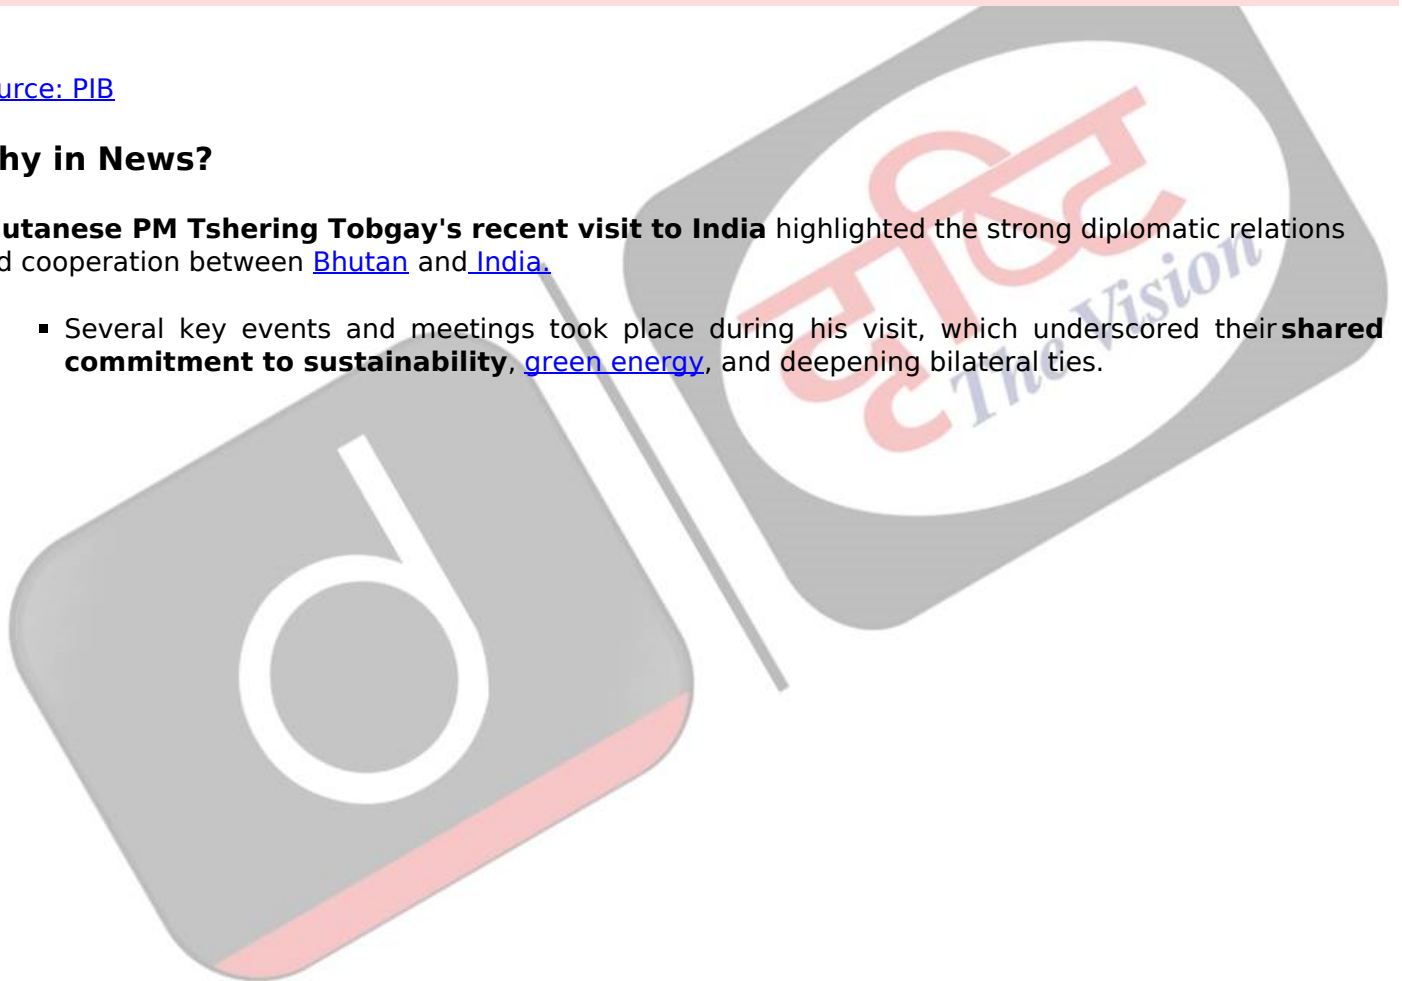 urce: PIB
hy in News?
utanese PM Tshering Tobgay's recent visit to India highlighted the strong diplomatic relations
d cooperation between Bhutan and India.
▪ Several key events and meetings took place during his visit, which underscored their shared
commitment to sustainability, green energy, and deepening bilateral ties.
दृष्टि
The Vision